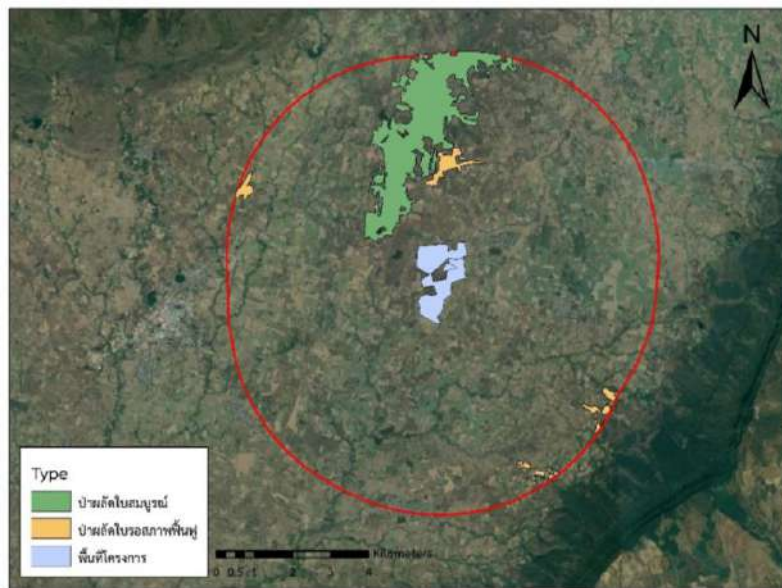 N
Type
ป่าผลัดใบสมบูรณ์
ป่าผลัดใบรอสภาพฟื้นฟู
พื้นที่โครงการ
Kilometers
0 0.5 1 2 3 4